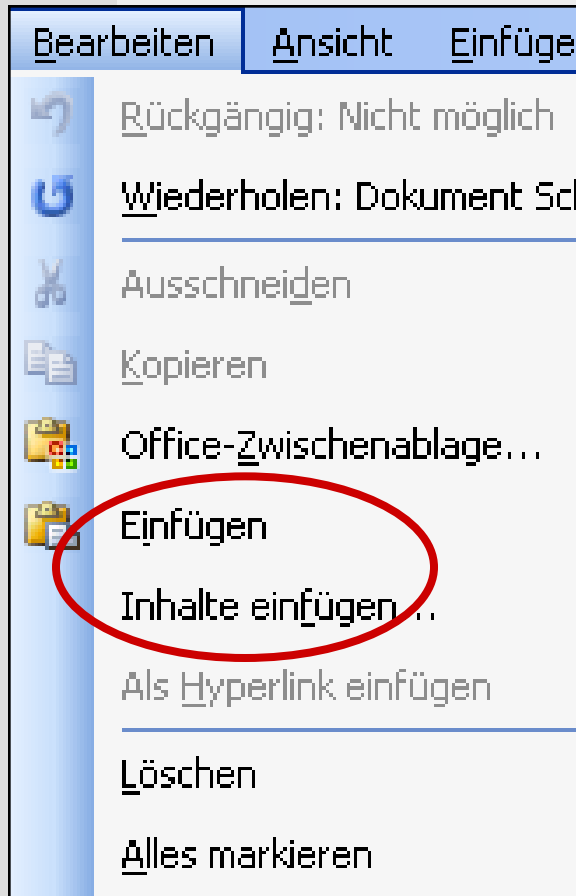 Bearbeiten Ansicht Einfüge
Rückgängig: Nicht möglich
Wiederholen: Dokument Sch
Ausschneiden
Kopieren
Office-Zwischenablage...
Einfügen
Inhalte einfügen...
Als Hyperlink einfügen
Löschen
Alles markieren